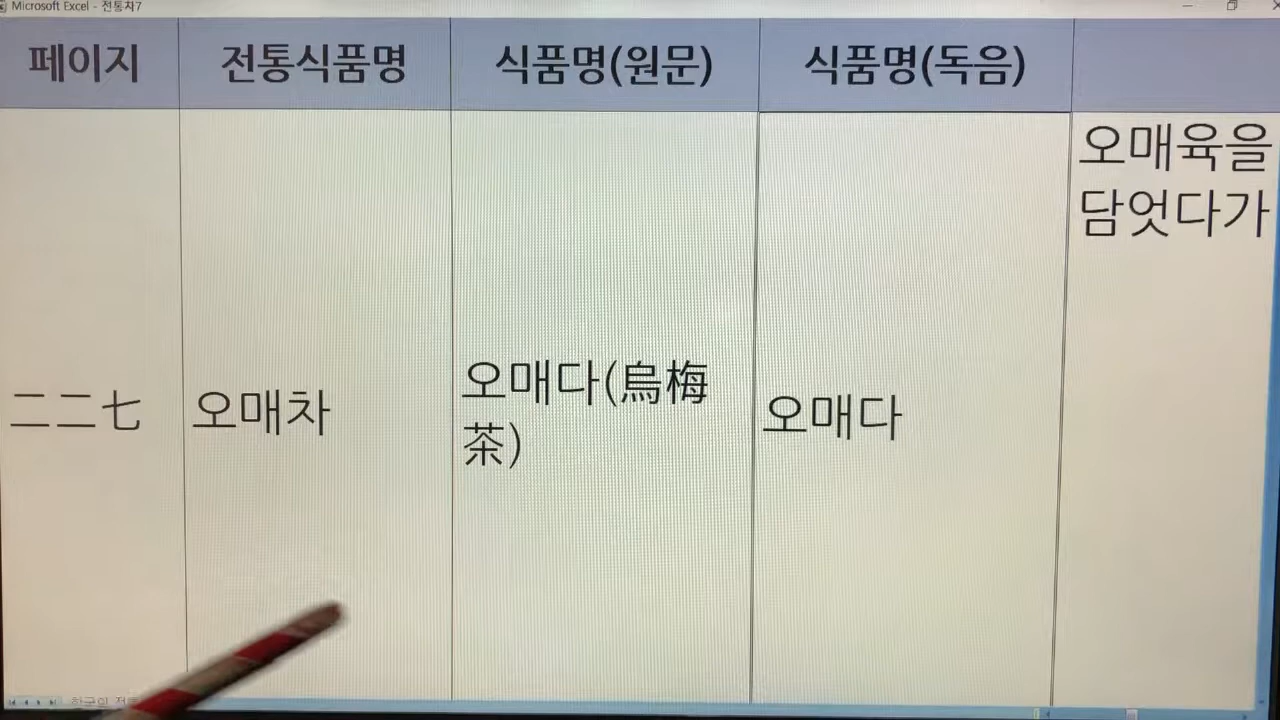 Microsoft Excel - 전통차7
페이지
전통식품명
식품명(원문)
식품명(독음)
二二七
오매차
오매다(烏梅
茶)
오매다
오매육을
담엇다가